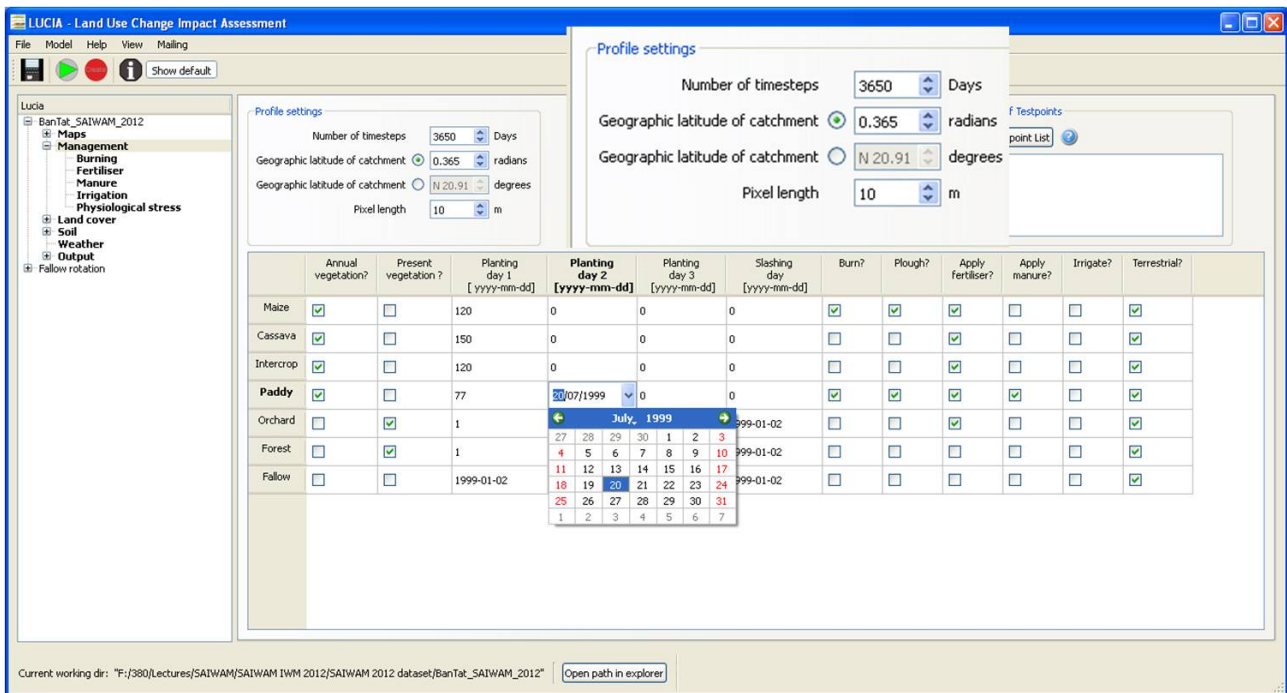 LUCIA - Land Use Change Impact Assessment
File Model Help View Mailing
Create Show default
Lucia
BanTat_SAIWAM_2012
Maps
Management
Burning
Fertiliser
Manure
Irrigation
Physiological stress
Land cover
Soil
Weather
Output
Fallow rotation
Profile settings
Number of timesteps 3650 Days
Geographic latitude of catchment 0.365 radians
Geographic latitude of catchment N 20.91 degrees
Pixel length 10 m
Profile settings
Number of timesteps 3650 Days
Geographic latitude of catchment 0.365 radians
Geographic latitude of catchment N 20.91 degrees
Pixel length 10 m
f Testpoints
point List
Annual vegetation? Present vegetation ? Planting day 1 [ yyyy-mm-dd] Planting day 2 [yyyy-mm-dd] Planting day 3 [yyyy-mm-dd] Slashing day [yyyy-mm-dd] Burn? Plough? Apply fertiliser? Apply manure? Irrigate? Terrestrial?
Maize 120 0 0 0
Cassava 150 0 0 0
Intercrop 120 0 0 0
Paddy 77 20/07/1999 0 0
Orchard 1 999-01-02
Forest 1 999-01-02
Fallow 1999-01-02 999-01-02
July, 1999
27 28 29 30 1 2 3
4 5 6 7 8 9 10
11 12 13 14 15 16 17
18 19 20 21 22 23 24
25 26 27 28 29 30 31
1 2 3 4 5 6 7
Current working dir: "F:/380/Lectures/SAIWAM/SAIWAM IWM 2012/SAIWAM 2012 dataset/BanTat_SAIWAM_2012" Open path in explorer